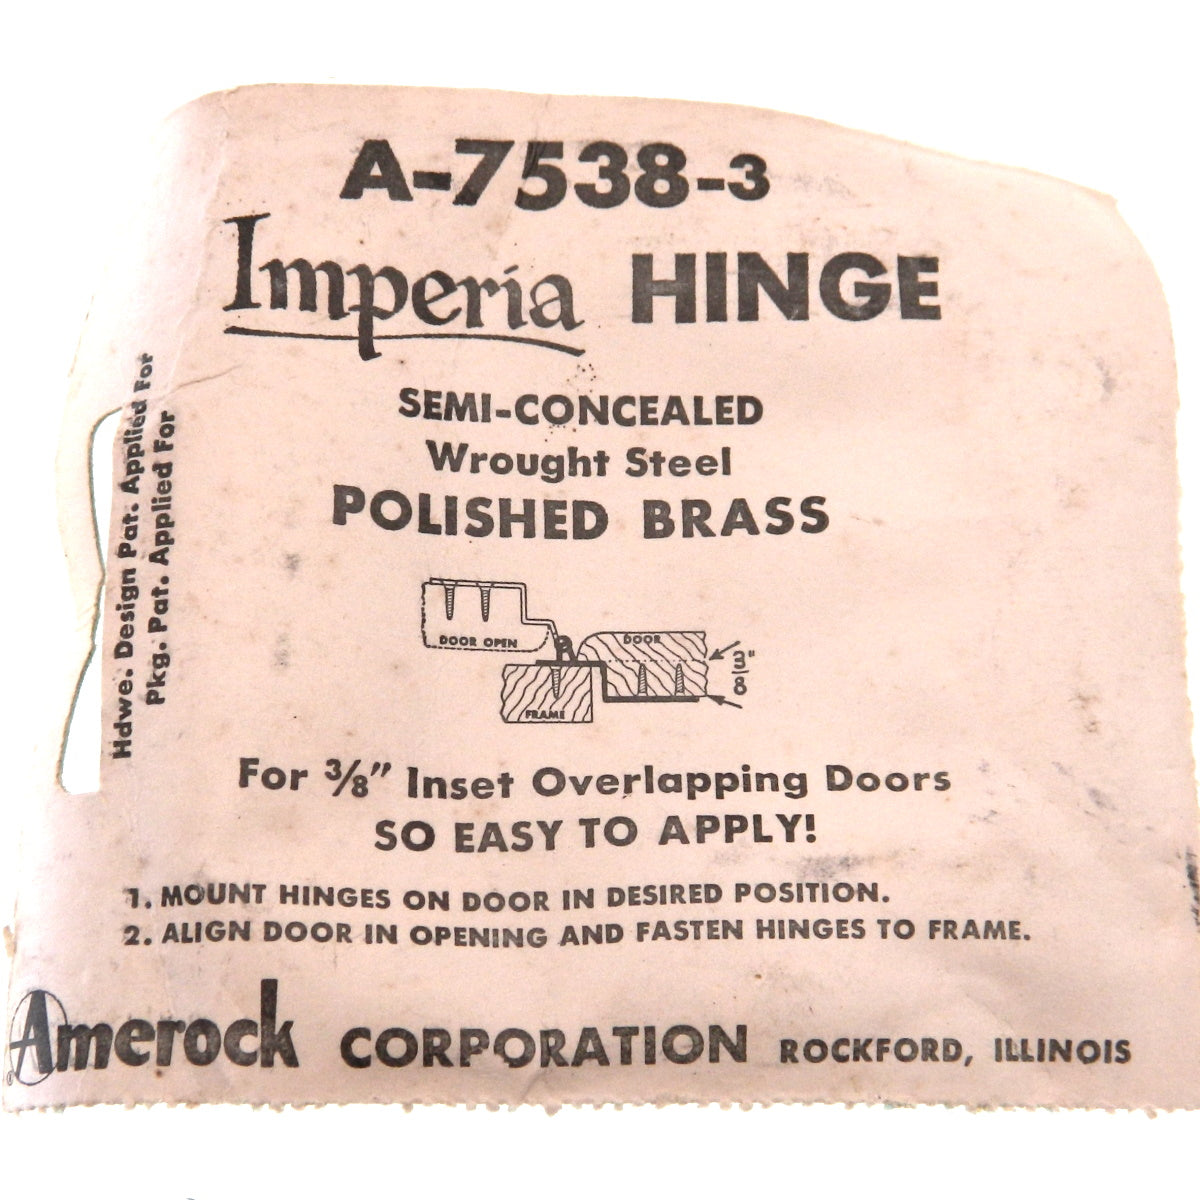 A-7538-3
Imperia HINGE
SEMI-CONCEALED
Wrought Steel
POLISHED BRASS
DOOR OPEN
DOOR
3/8"
FRAME
For 3/8" Inset Overlapping Doors
SO EASY TO APPLY!
1. MOUNT HINGES ON DOOR IN DESIRED POSITION.
2. ALIGN DOOR IN OPENING AND FASTEN HINGES TO FRAME.
Amerock CORPORATION ROCKFORD, ILLINOIS
Hdwe. Design Pat. Applied For
Pkg. Pat. Applied For